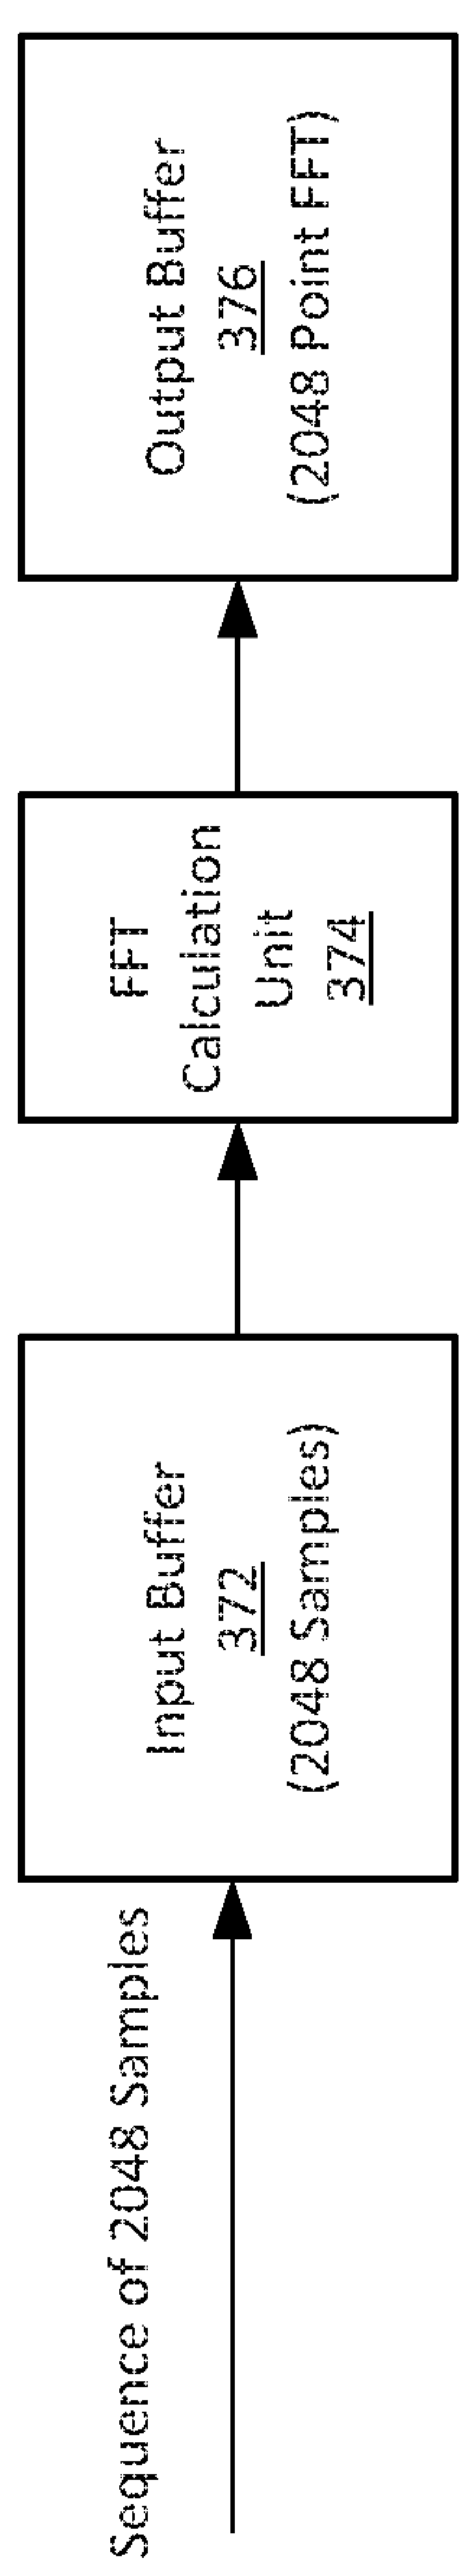 Sequence of 2048 Samples
Input Buffer
372
(2048 Samples)
FFT
Calculation
Unit
374
Output Buffer
376
(2048 Point FFT)